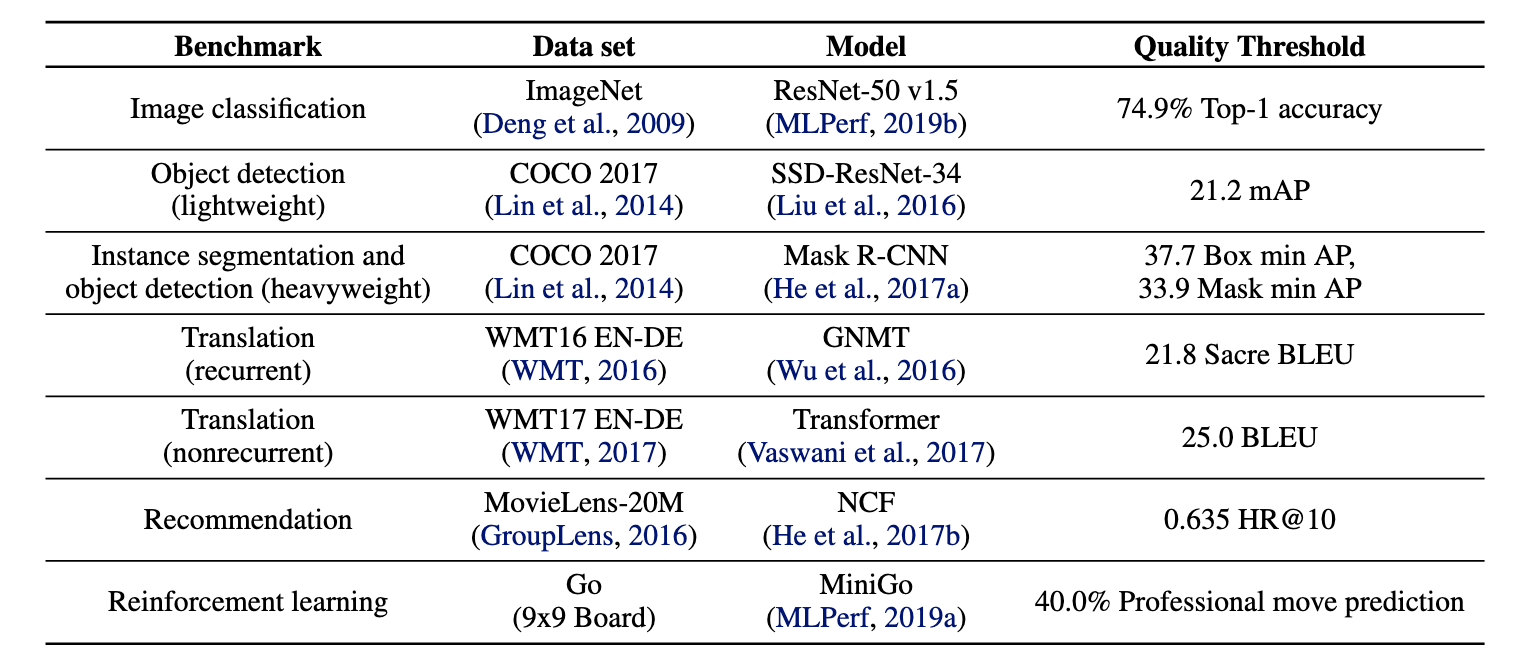 Benchmark Data set Model Quality Threshold
Image classification ImageNet (Deng et al., 2009) ResNet-50 v1.5 (MLPerf, 2019b) 74.9% Top-1 accuracy
Object detection (lightweight) COCO 2017 (Lin et al., 2014) SSD-ResNet-34 (Liu et al., 2016) 21.2 mAP
Instance segmentation and object detection (heavyweight) COCO 2017 (Lin et al., 2014) Mask R-CNN (He et al., 2017a) 37.7 Box min AP, 33.9 Mask min AP
Translation (recurrent) WMT16 EN-DE (WMT, 2016) GNMT (Wu et al., 2016) 21.8 Sacre BLEU
Translation (nonrecurrent) WMT17 EN-DE (WMT, 2017) Transformer (Vaswani et al., 2017) 25.0 BLEU
Recommendation MovieLens-20M (GroupLens, 2016) NCF (He et al., 2017b) 0.635 HR@10
Reinforcement learning Go (9x9 Board) MiniGo (MLPerf, 2019a) 40.0% Professional move prediction